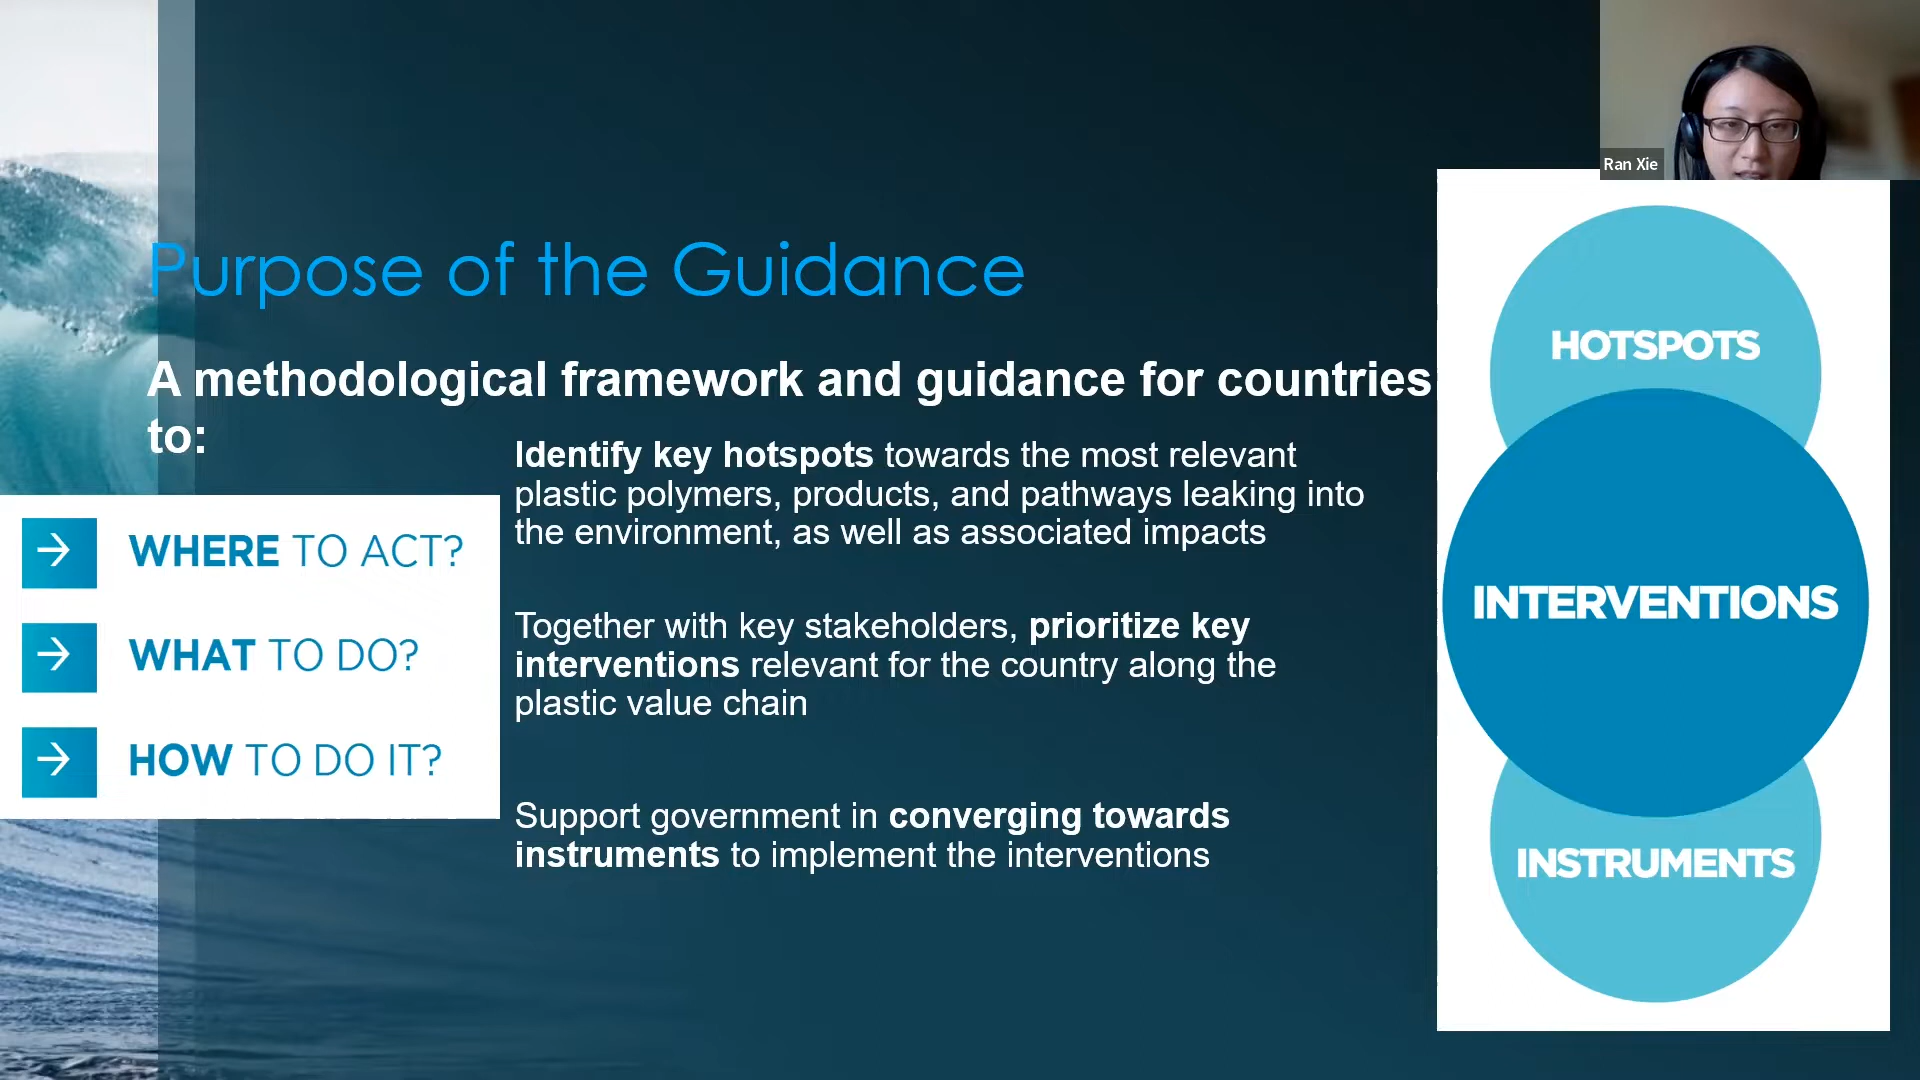 Ran Xie
Purpose of the Guidance
A methodological framework and guidance for countries
to:
WHERE TO ACT?
WHAT TO DO?
HOW TO DO IT?
Identify key hotspots towards the most relevant
plastic polymers, products, and pathways leaking into
the environment, as well as associated impacts
Together with key stakeholders, prioritize key
interventions relevant for the country along the
plastic value chain
Support government in converging towards
instruments to implement the interventions
HOTSPOTS
INTERVENTIONS
INSTRUMENTS